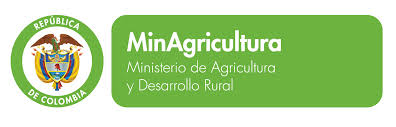 REPÚBLICA
DE COLOMBIA
MinAgricultura
Ministerio de Agricultura
y Desarrollo Rural